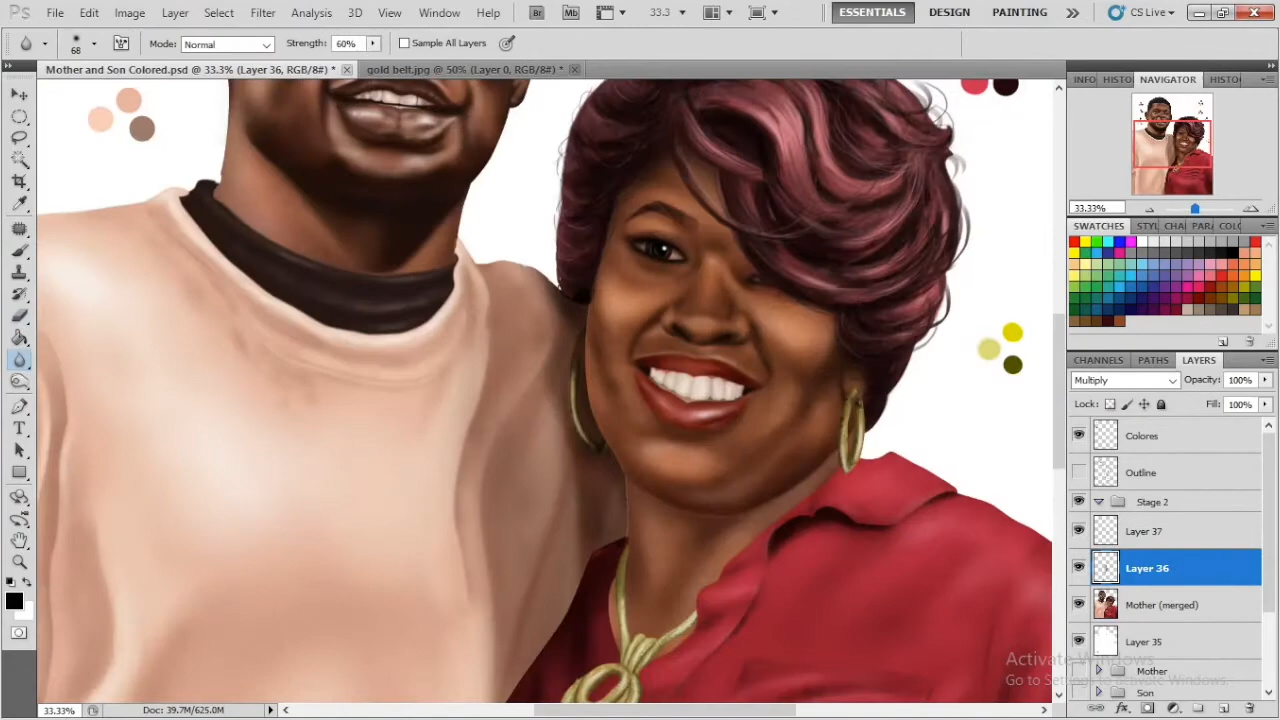 PS File Edit Image Layer Select Filter Analysis 3D View Window Help Br Mb 33.3 ESSENTIALS DESIGN PAINTING CS Live
68 Mode: Normal Strength: 60% Sample All Layers
Mother and Son Colored.psd @ 33.3% (Layer 36, RGB/8#) * gold belt.jpg @ 50% (Layer 0, RGB/8#) *
INFO HISTO NAVIGATOR HISTO
33.33%
SWATCHES STYL CHA PARA COLO
CHANNELS PATHS LAYERS
Multiply Opacity: 100%
Lock: Fill: 100%
Colores
Outline
Stage 2
Layer 37
Layer 36
Mother (merged)
Layer 35
Mother
Son
Activate Windows
Go to Settings to activate Windows.
33.33% Doc: 39.7M/625.0M